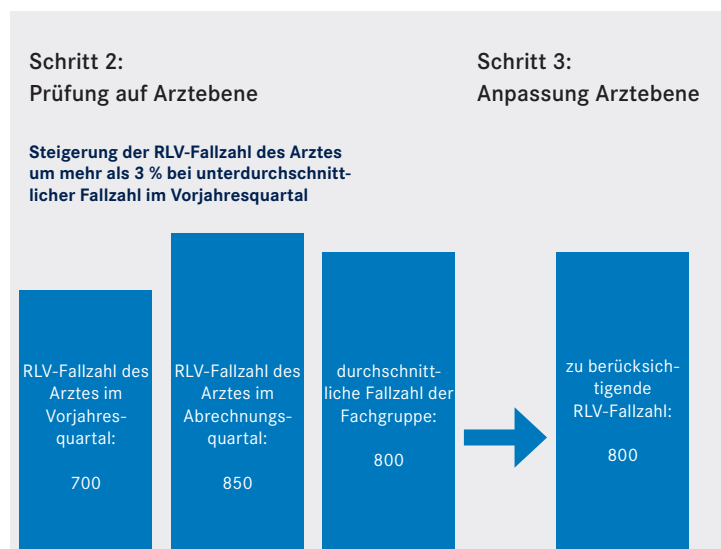 Schritt 2:
Prüfung auf Arztebene
Schritt 3:
Anpassung Arztebene
Steigerung der RLV-Fallzahl des Arztes
um mehr als 3 % bei unterdurchschnitt-
licher Fallzahl im Vorjahresquartal
RLV-Fallzahl des
Arztes im
Vorjahres-
quartal:
700
RLV-Fallzahl des
Arztes im
Abrechnungs-
quartal:
850
durchschnitt-
liche Fallzahl der
Fachgruppe:
800
zu berücksich-
tigende
RLV-Fallzahl:
800